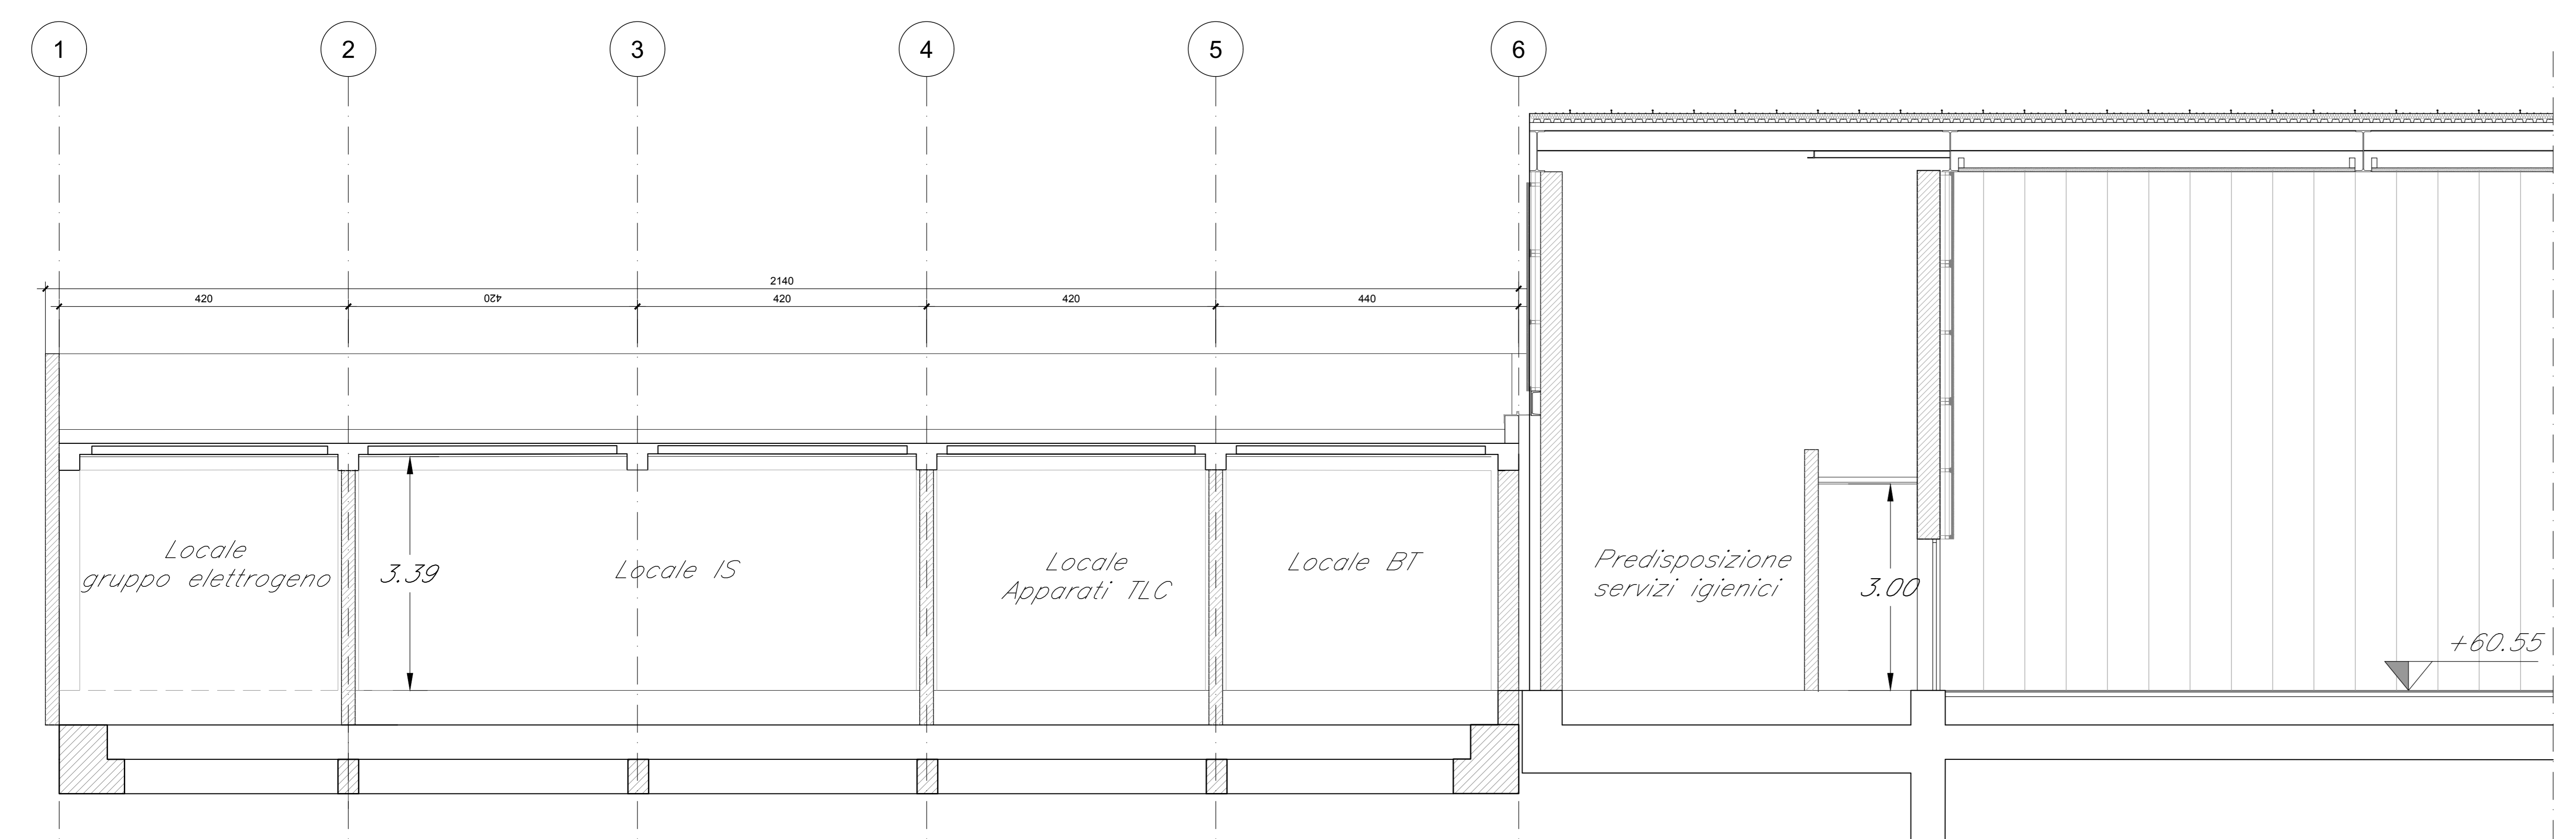 1
2
3
4
5
6
2140
420
420
420
420
440
Locale
gruppo elettrogeno
3.39
Locale IS
Locale
Apparati TLC
Locale BT
Predisposizione
servizi igienici
3.00
+60.55